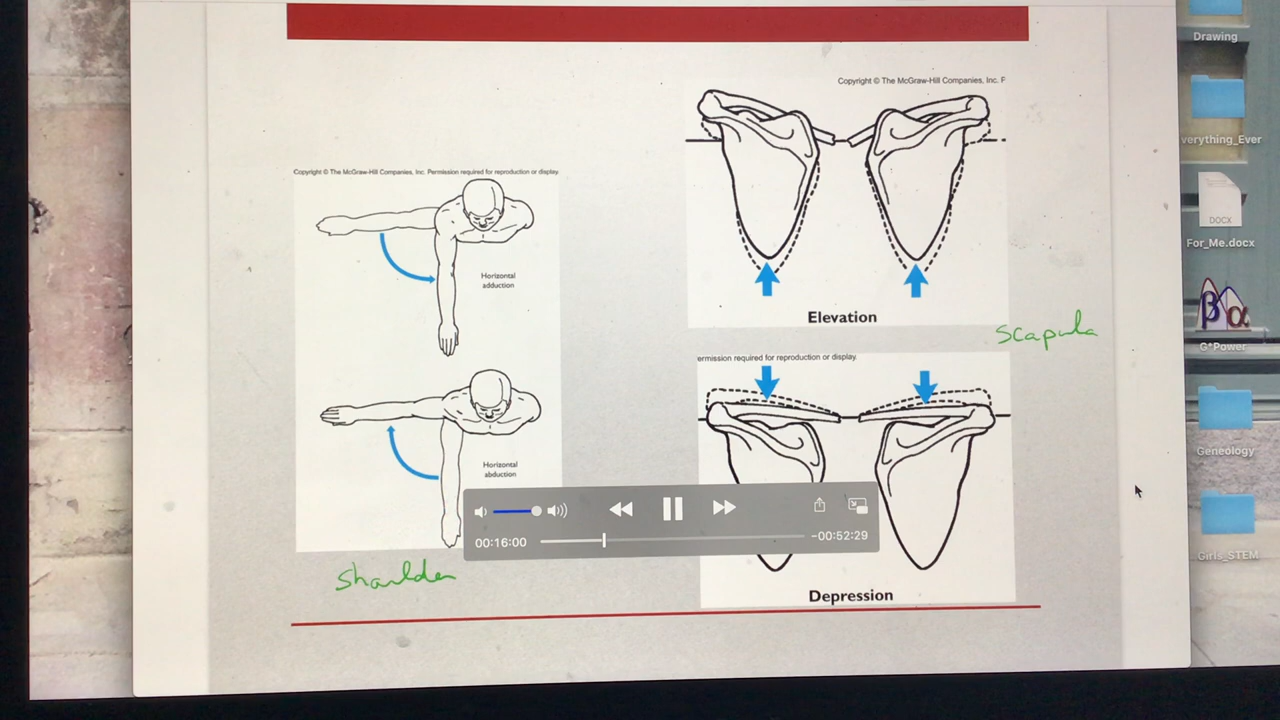 Copyright © The McGraw-Hill Companies, Inc. Permission required for reproduction or display.
Horizontal
adduction
Horizontal
abduction
Shoulder
Copyright © The McGraw-Hill Companies, Inc. P
Elevation
scapula
ermission required for reproduction or display.
Depression
00:16:00
-00:52:29
Drawing
verything_Ever
DOCX
For_Me.docx
β α
G*Power
Geneology
Girls_STEM